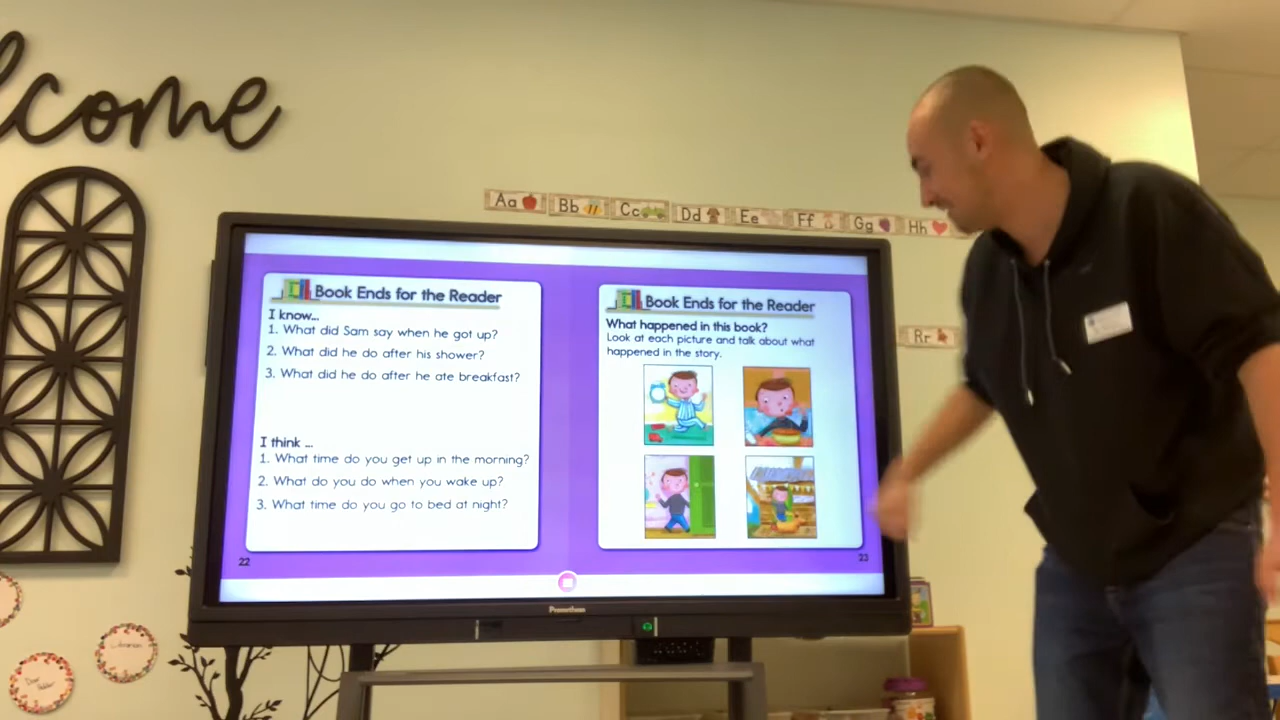 lcome
Aa Bb Cc Dd Ee Ff Gg Hh
Rr
Book Ends for the Reader
I know...
1. What did Sam say when he got up?
2. What did he do after his shower?
3. What did he do after he ate breakfast?
I think ...
1. What time do you get up in the morning?
2. What do you do when you wake up?
3. What time do you go to bed at night?
22
Book Ends for the Reader
What happened in this book?
Look at each picture and talk about what
happened in the story.
23
Promethean
Librarian